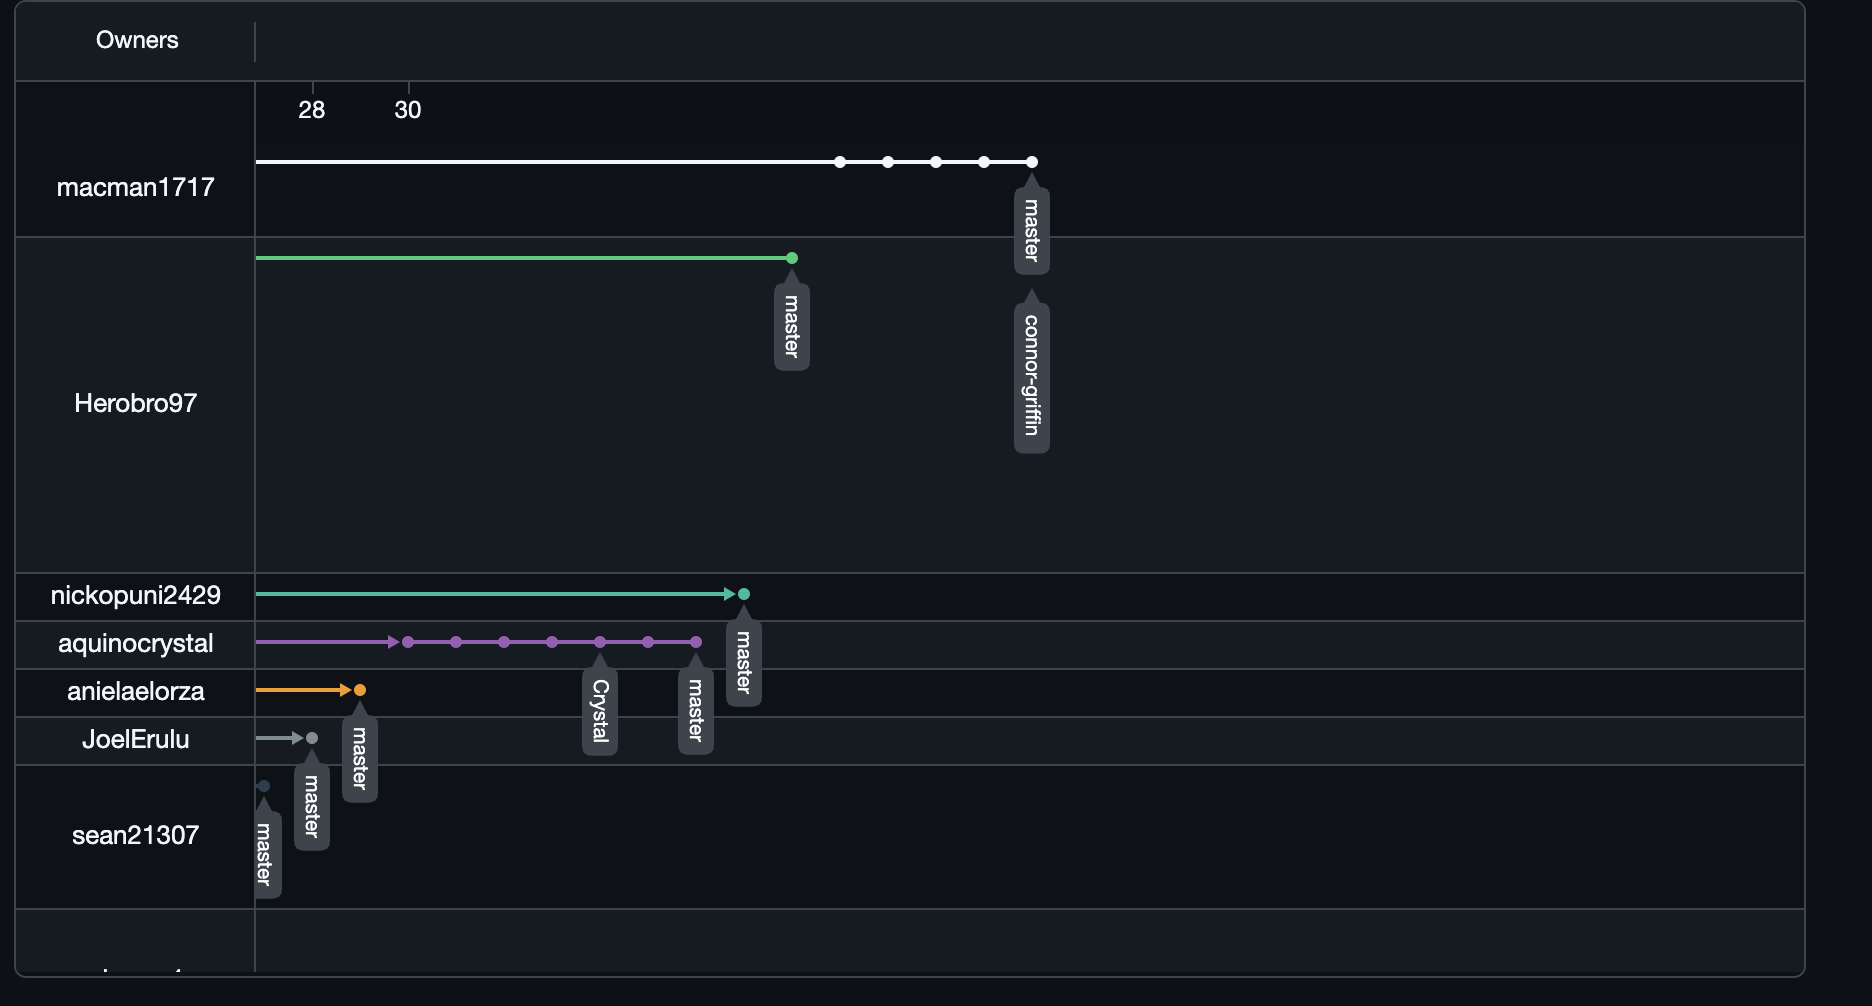 Owners
28 30
macman1717
master
Herobro97
master
connor-griffin
nickopuni2429
master
aquinocrystal
Crystal
master
anielaelorza
master
JoelErulu
master
sean21307
master